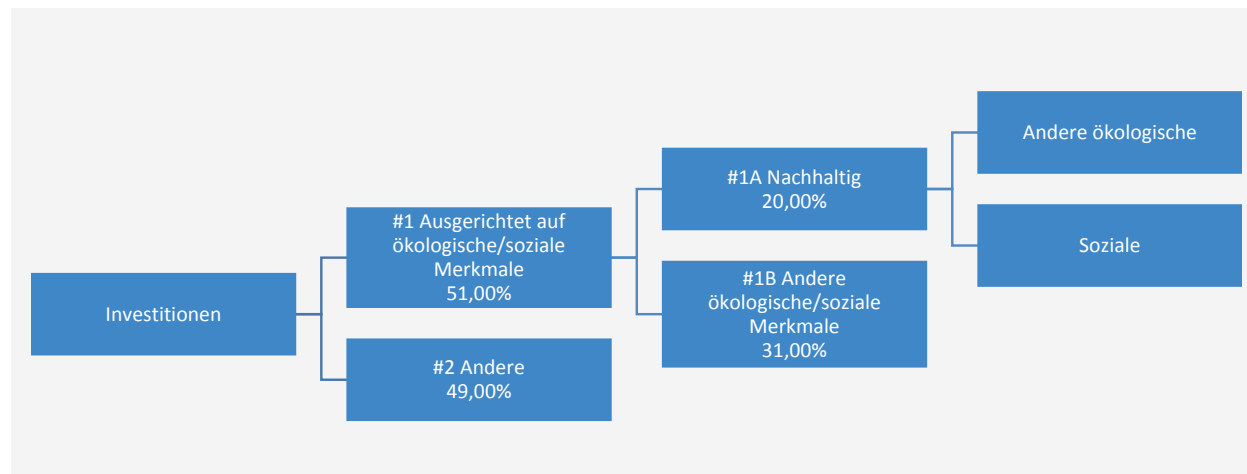 Investitionen
#1 Ausgerichtet auf
ökologische/soziale
Merkmale
51,00%
#2 Andere
49,00%
#1A Nachhaltig
20,00%
#1B Andere
ökologische/soziale
Merkmale
31,00%
Andere ökologische
Soziale